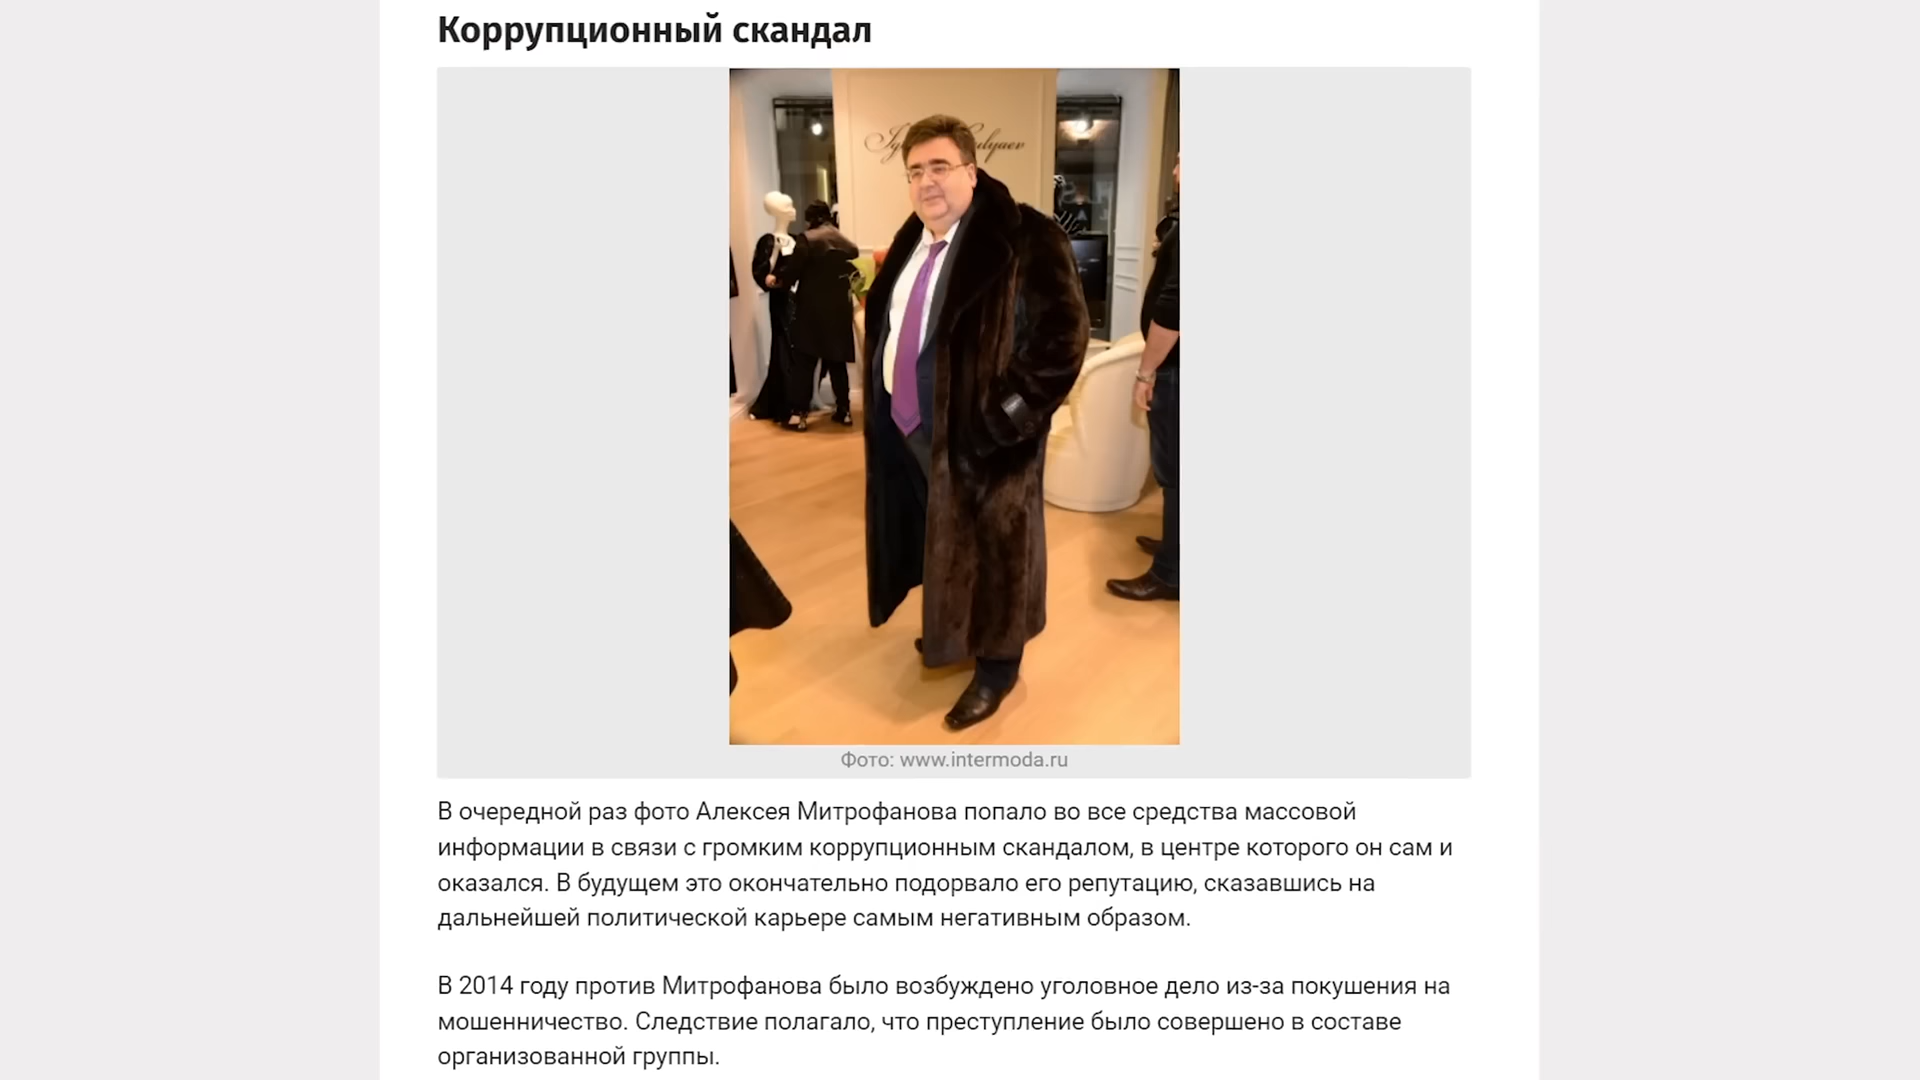 Коррупционный скандал
Фото: www.intermoda.ru
В очередной раз фото Алексея Митрофанова попало во все средства массовой
информации в связи с громким коррупционным скандалом, в центре которого он сам и
оказался. В будущем это окончательно подорвало его репутацию, сказавшись на
дальнейшей политической карьере самым негативным образом.
В 2014 году против Митрофанова было возбуждено уголовное дело из-за покушения на
мошенничество. Следствие полагало, что преступление было совершено в составе
организованной группы.